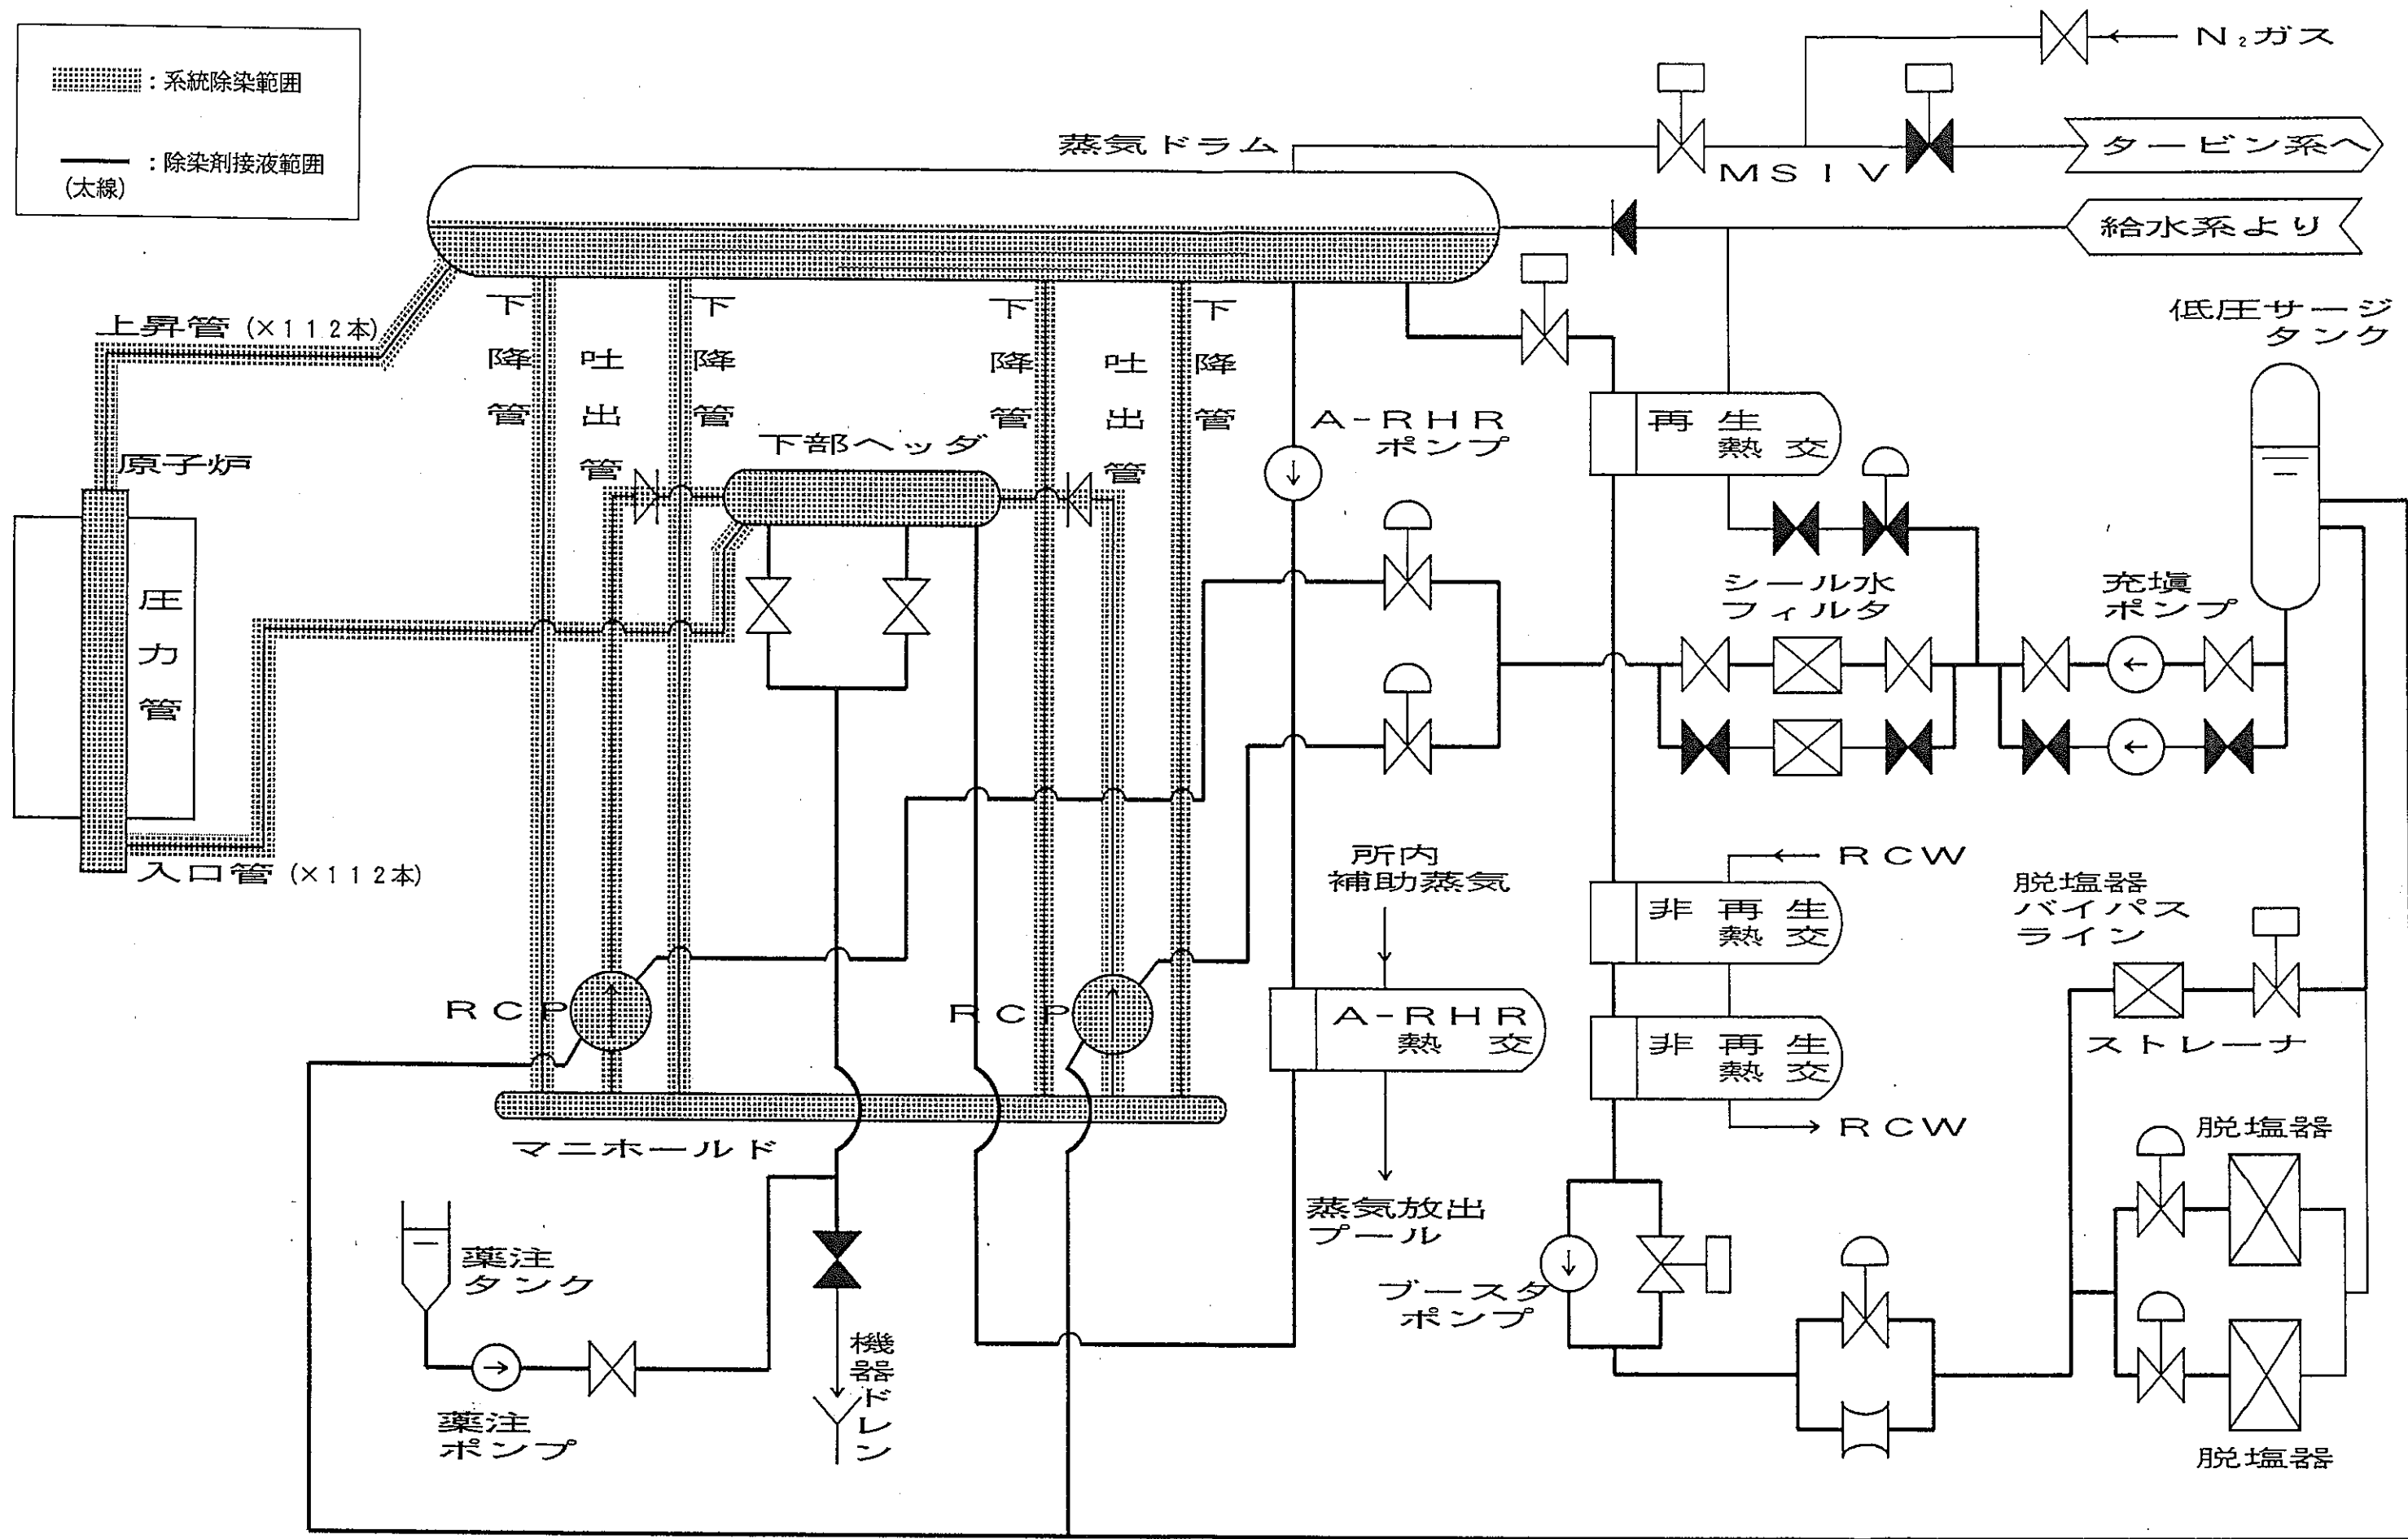 ：系統除染範囲
：除染剤接液範囲
(太線)
N₂ガス
蒸気ドラム
MSIV
タービン系へ
給水系より
低圧サージ
タンク
上昇管 (×112本)
下降管
吐出管
下降管
下降管
吐出管
下降管
A-RHR
ポンプ
再生
熱交
下部ヘッダ
原子炉
圧力管
シール水
フィルタ
充塡
ポンプ
入口管 (×112本)
所内
補助蒸気
RCW
非再生
熱交
脱塩器
バイパス
ライン
RCP
RCP
A-RHR
熱交
非再生
熱交
ストレーナ
マニホールド
RCW
脱塩器
蒸気放出
プール
薬注
タンク
ブースタ
ポンプ
機器ドレン
薬注
ポンプ
脱塩器